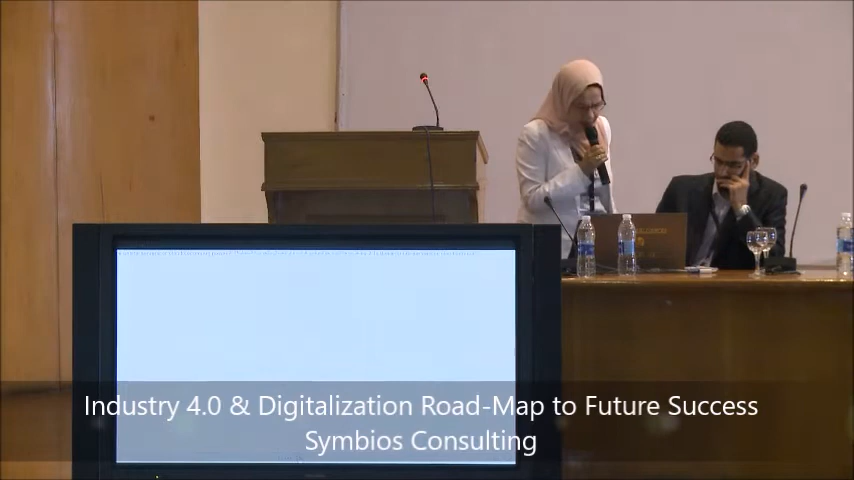 Industry 4.0 & Digitalization Road-Map to Future Success
Symbios Consulting